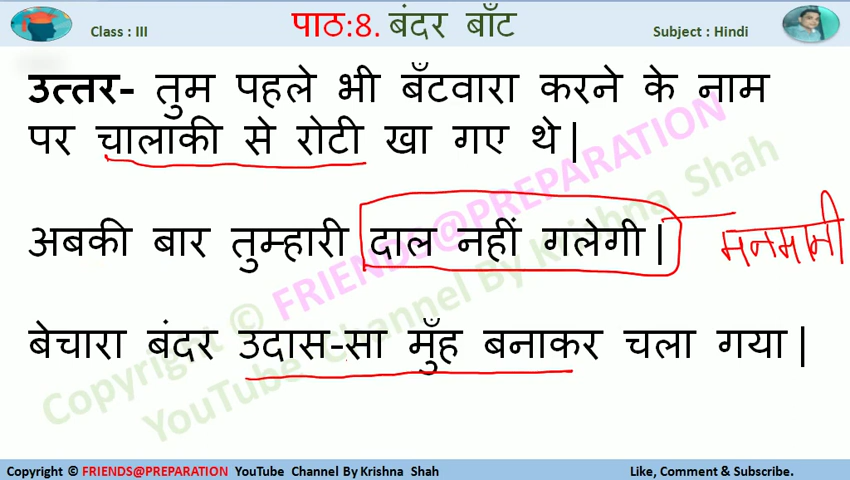 Class : III
पाठ:8. बंदर बाँट
Subject : Hindi
उत्तर- तुम पहले भी बँटवारा करने के नाम
पर चालाकी से रोटी खा गए थे|
अबकी बार तुम्हारी दाल नहीं गलेगी|
मनमानी
बेचारा बंदर उदास-सा मुँह बनाकर चला गया|
Copyright © FRIENDS@PREPARATION
YouTube Channel By Krishna Shah
Copyright © FRIENDS@PREPARATION YouTube Channel By Krishna Shah
Like, Comment & Subscribe.